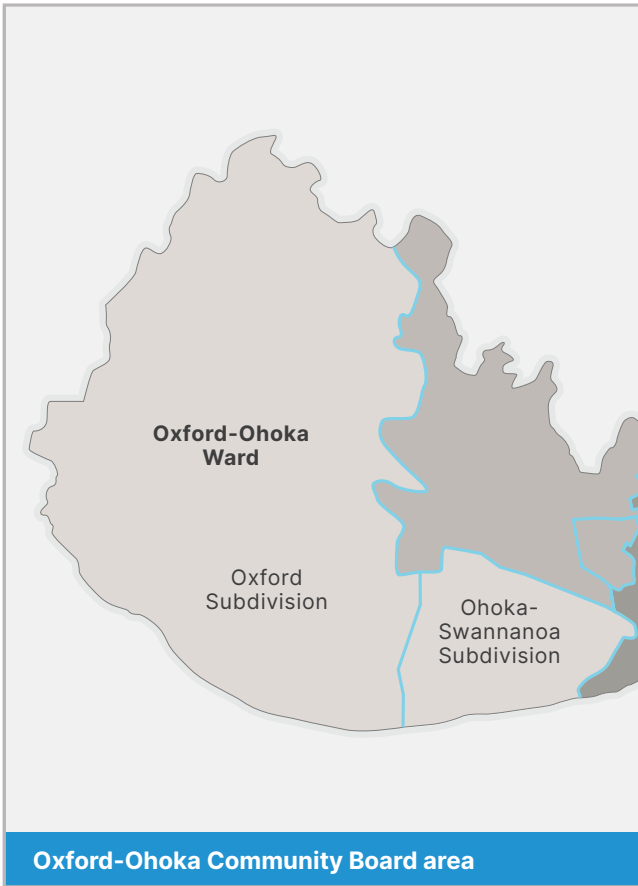 Oxford-Ohoka
Ward
Oxford
Subdivision
Ohoka-
Swannanoa
Subdivision
Oxford-Ohoka Community Board area